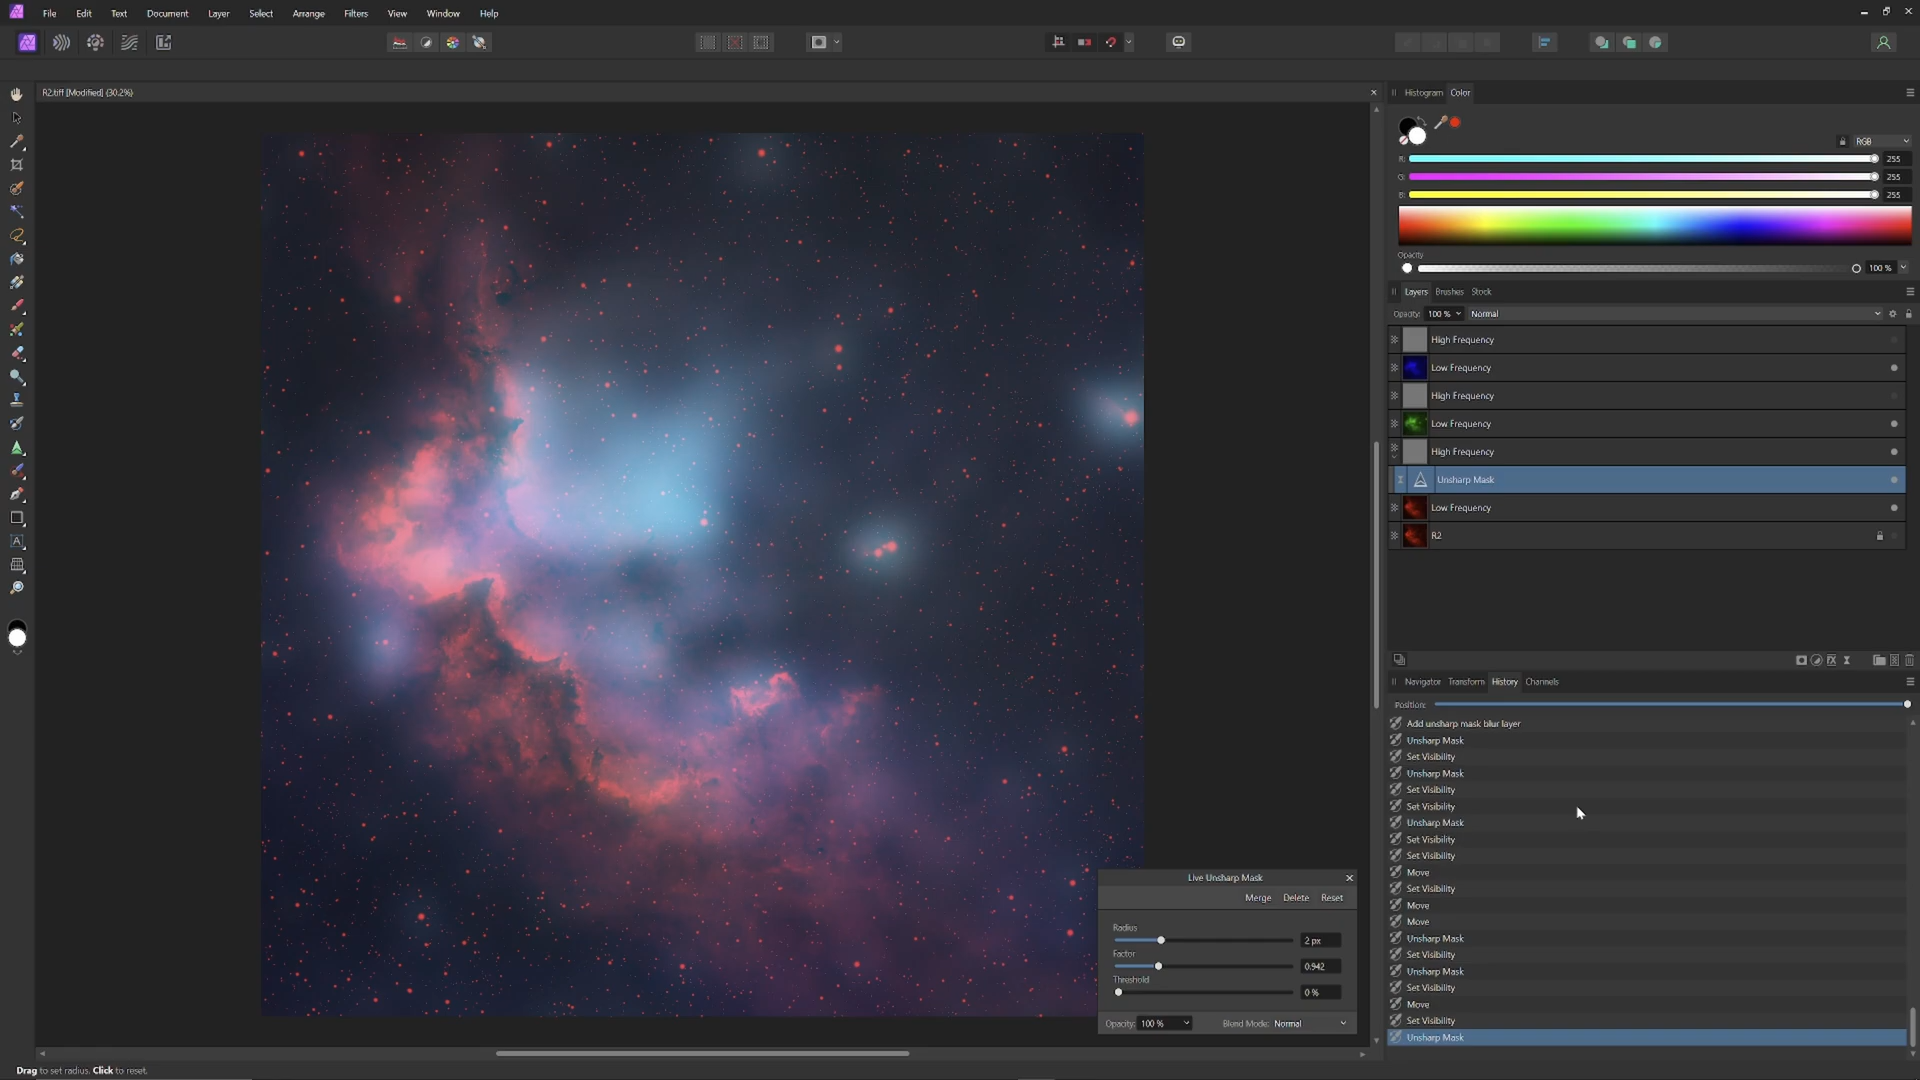 File Edit Text Document Layer Select Arrange Filters View Window Help
R2.tiff [Modified] (30.2%)
Histogram Color
RGB
R: 255
G: 255
B: 255
Opacity
100 %
Layers Brushes Stock
Opacity: 100 % Normal
High Frequency
Low Frequency
High Frequency
Low Frequency
High Frequency
Unsharp Mask
Low Frequency
R2
Navigator Transform History Channels
Position:
Add unsharp mask blur layer
Unsharp Mask
Set Visibility
Unsharp Mask
Set Visibility
Set Visibility
Unsharp Mask
Set Visibility
Set Visibility
Move
Set Visibility
Move
Move
Unsharp Mask
Set Visibility
Unsharp Mask
Set Visibility
Move
Set Visibility
Unsharp Mask
Live Unsharp Mask
Merge Delete Reset
Radius
2 px
Factor
0.942
Threshold
0 %
Opacity: 100 % Blend Mode: Normal
Drag to set radius. Click to reset.